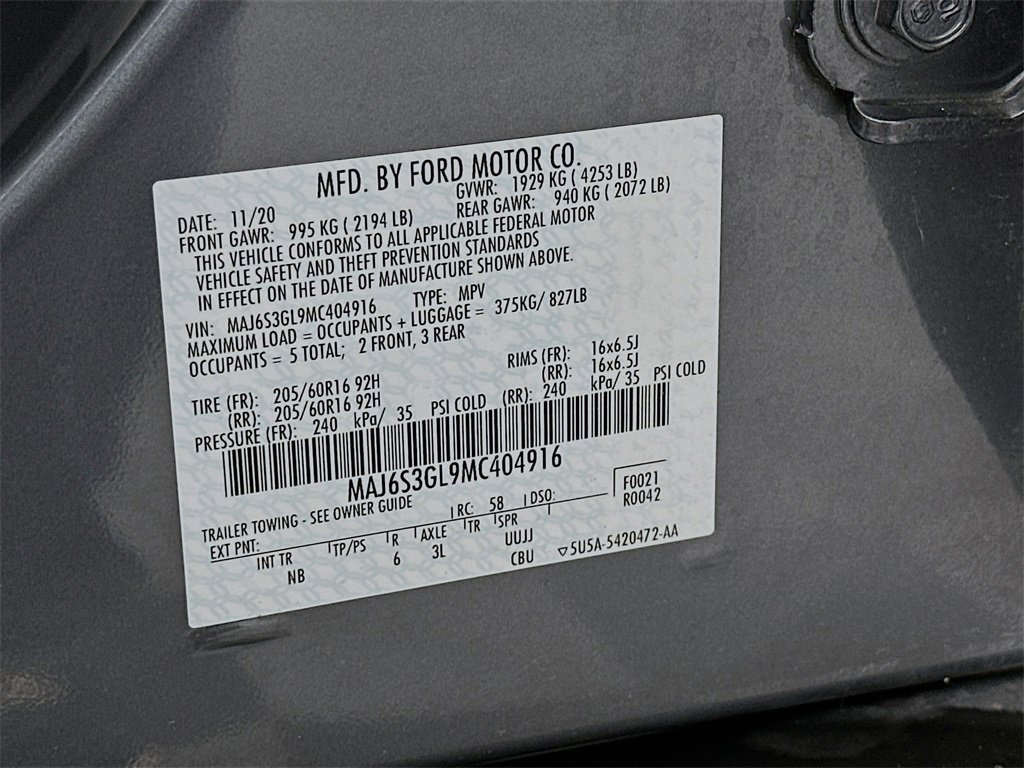 MFD. BY FORD MOTOR CO.
DATE: 11/20 GVWR: 1929 KG ( 4253 LB)
FRONT GAWR: 995 KG ( 2194 LB) REAR GAWR: 940 KG ( 2072 LB)
THIS VEHICLE CONFORMS TO ALL APPLICABLE FEDERAL MOTOR
VEHICLE SAFETY AND THEFT PREVENTION STANDARDS
IN EFFECT ON THE DATE OF MANUFACTURE SHOWN ABOVE.
VIN: MAJ6S3GL9MC404916 TYPE: MPV
MAXIMUM LOAD = OCCUPANTS + LUGGAGE = 375KG/ 827LB
OCCUPANTS = 5 TOTAL; 2 FRONT, 3 REAR
TIRE (FR): 205/60R16 92H RIMS (FR): 16x6.5J
(RR): 205/60R16 92H (RR): 16x6.5J
PRESSURE (FR): 240 kPa/ 35 PSI COLD (RR): 240 kPa/ 35 PSI COLD
MAJ6S3GL9MC404916
TRAILER TOWING - SEE OWNER GUIDE
EXT PNT: RC: 58 DSO: F0021
R0042
INT TR TP/PS R AXLE TR SPR
NB 6 3L UUJJ
CBU
5U5A-5420472-AA